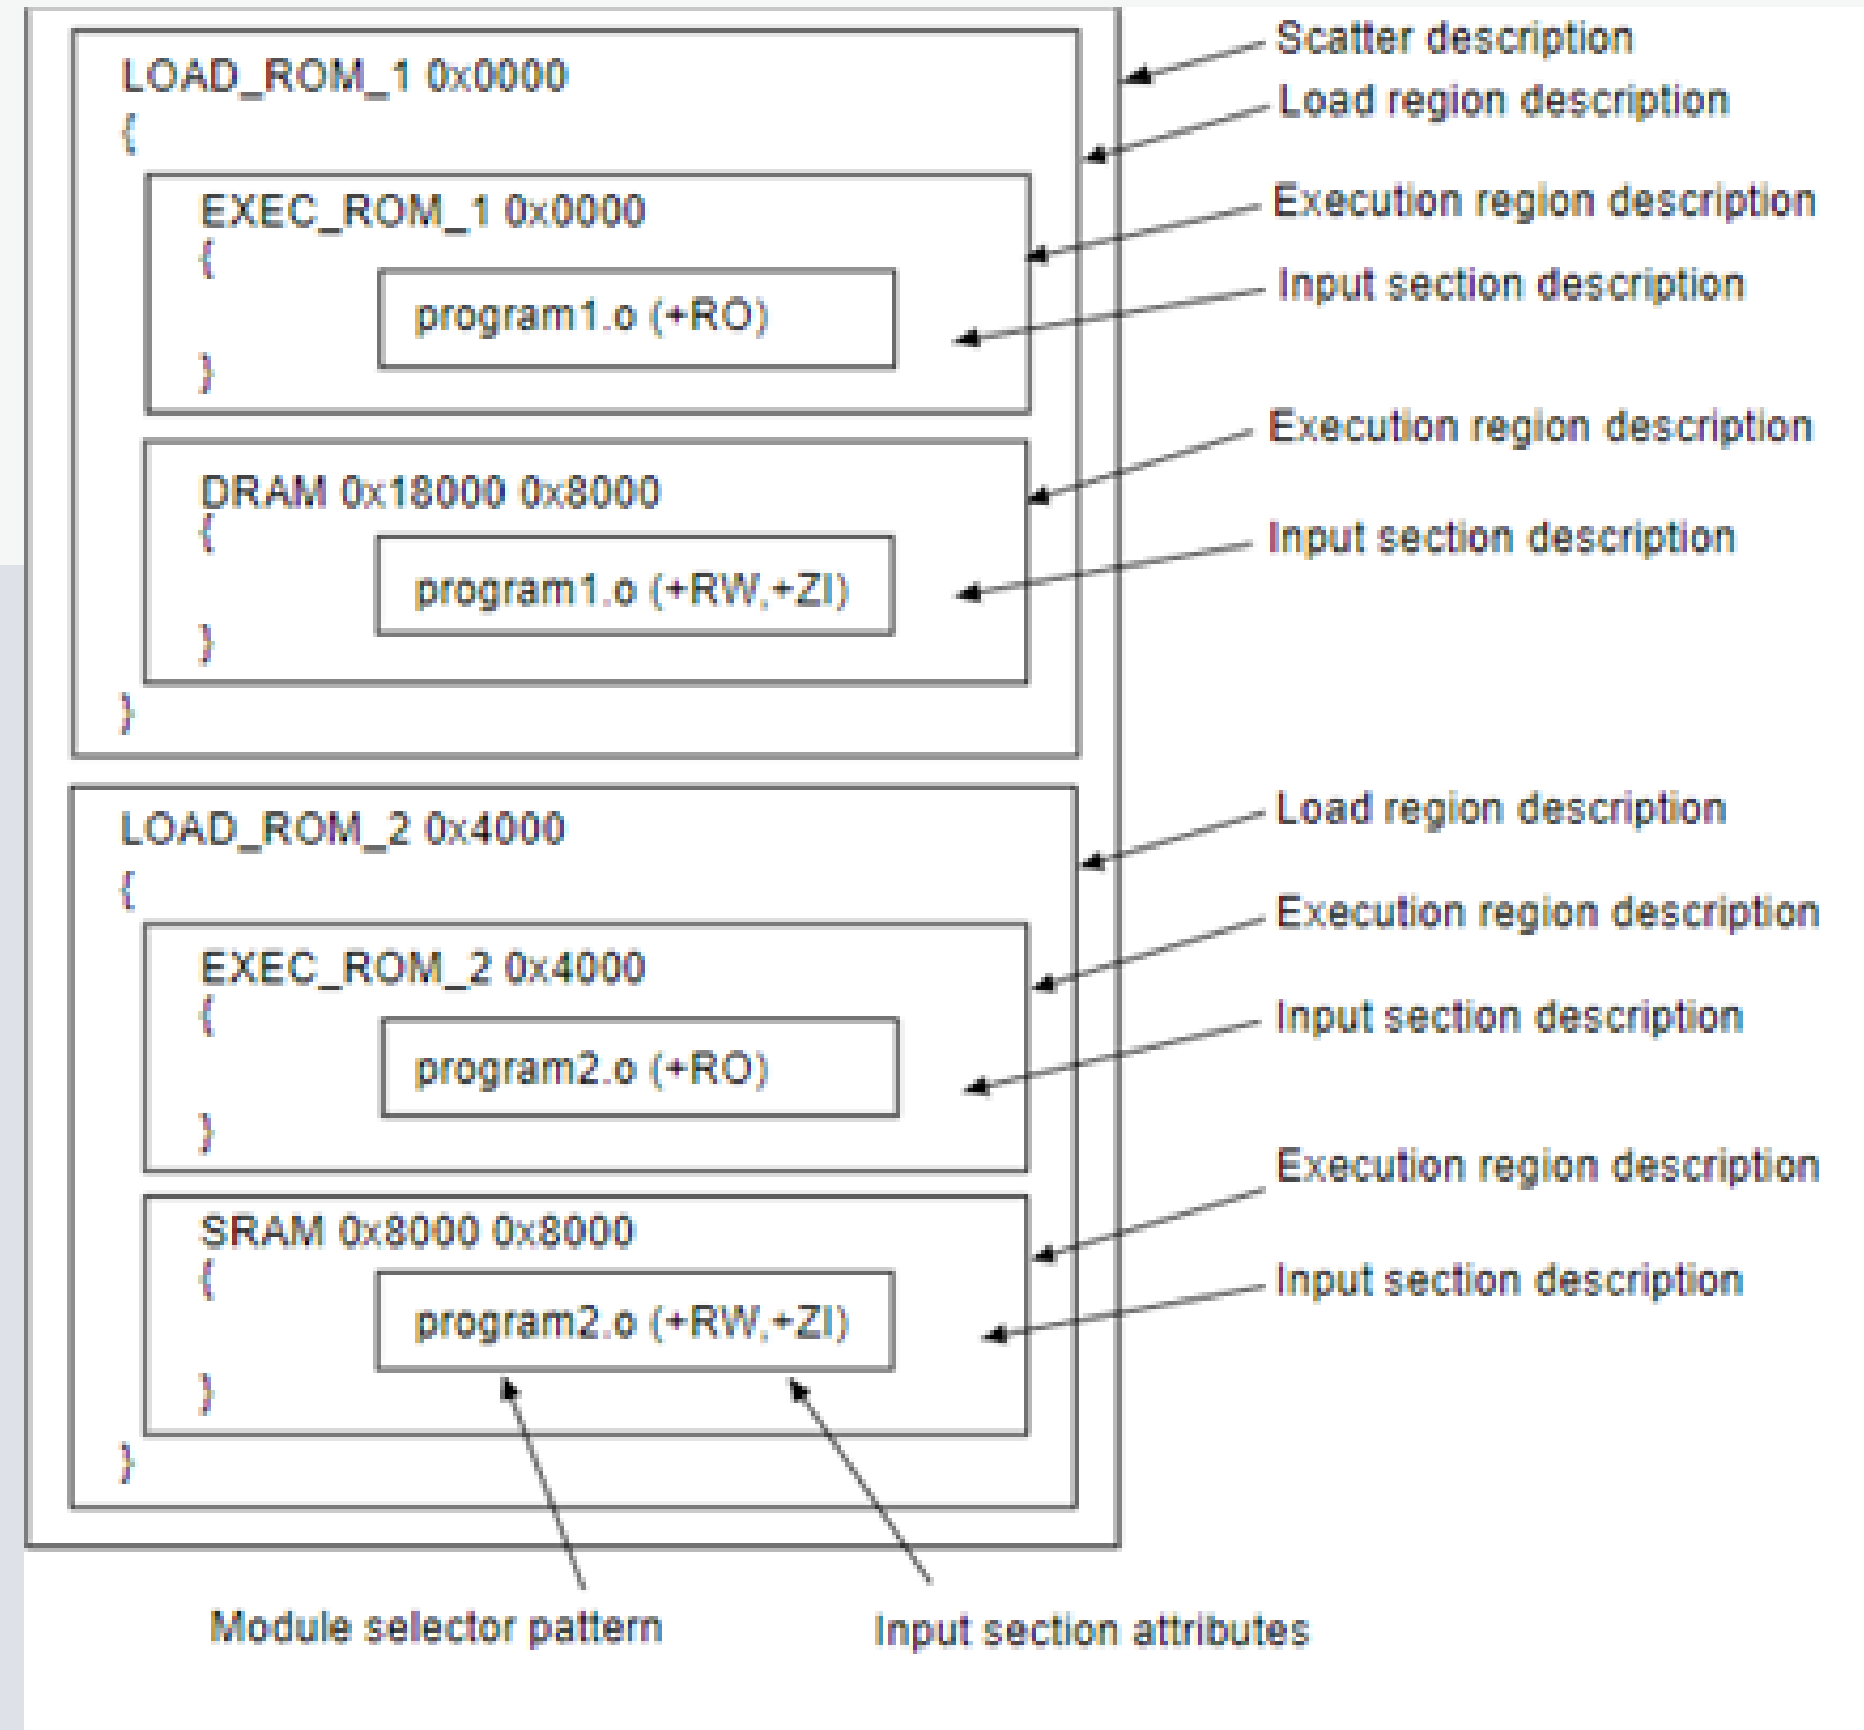 Scatter description
LOAD_ROM_1 0x0000
Load region description
{
EXEC_ROM_1 0x0000
Execution region description
{
program1.o (+RO)
Input section description
}
DRAM 0x18000 0x8000
Execution region description
{
program1.o (+RW,+ZI)
Input section description
}
}
LOAD_ROM_2 0x4000
Load region description
{
EXEC_ROM_2 0x4000
Execution region description
{
program2.o (+RO)
Input section description
}
SRAM 0x8000 0x8000
Execution region description
{
program2.o (+RW,+ZI)
Input section description
}
}
Module selector pattern
Input section attributes